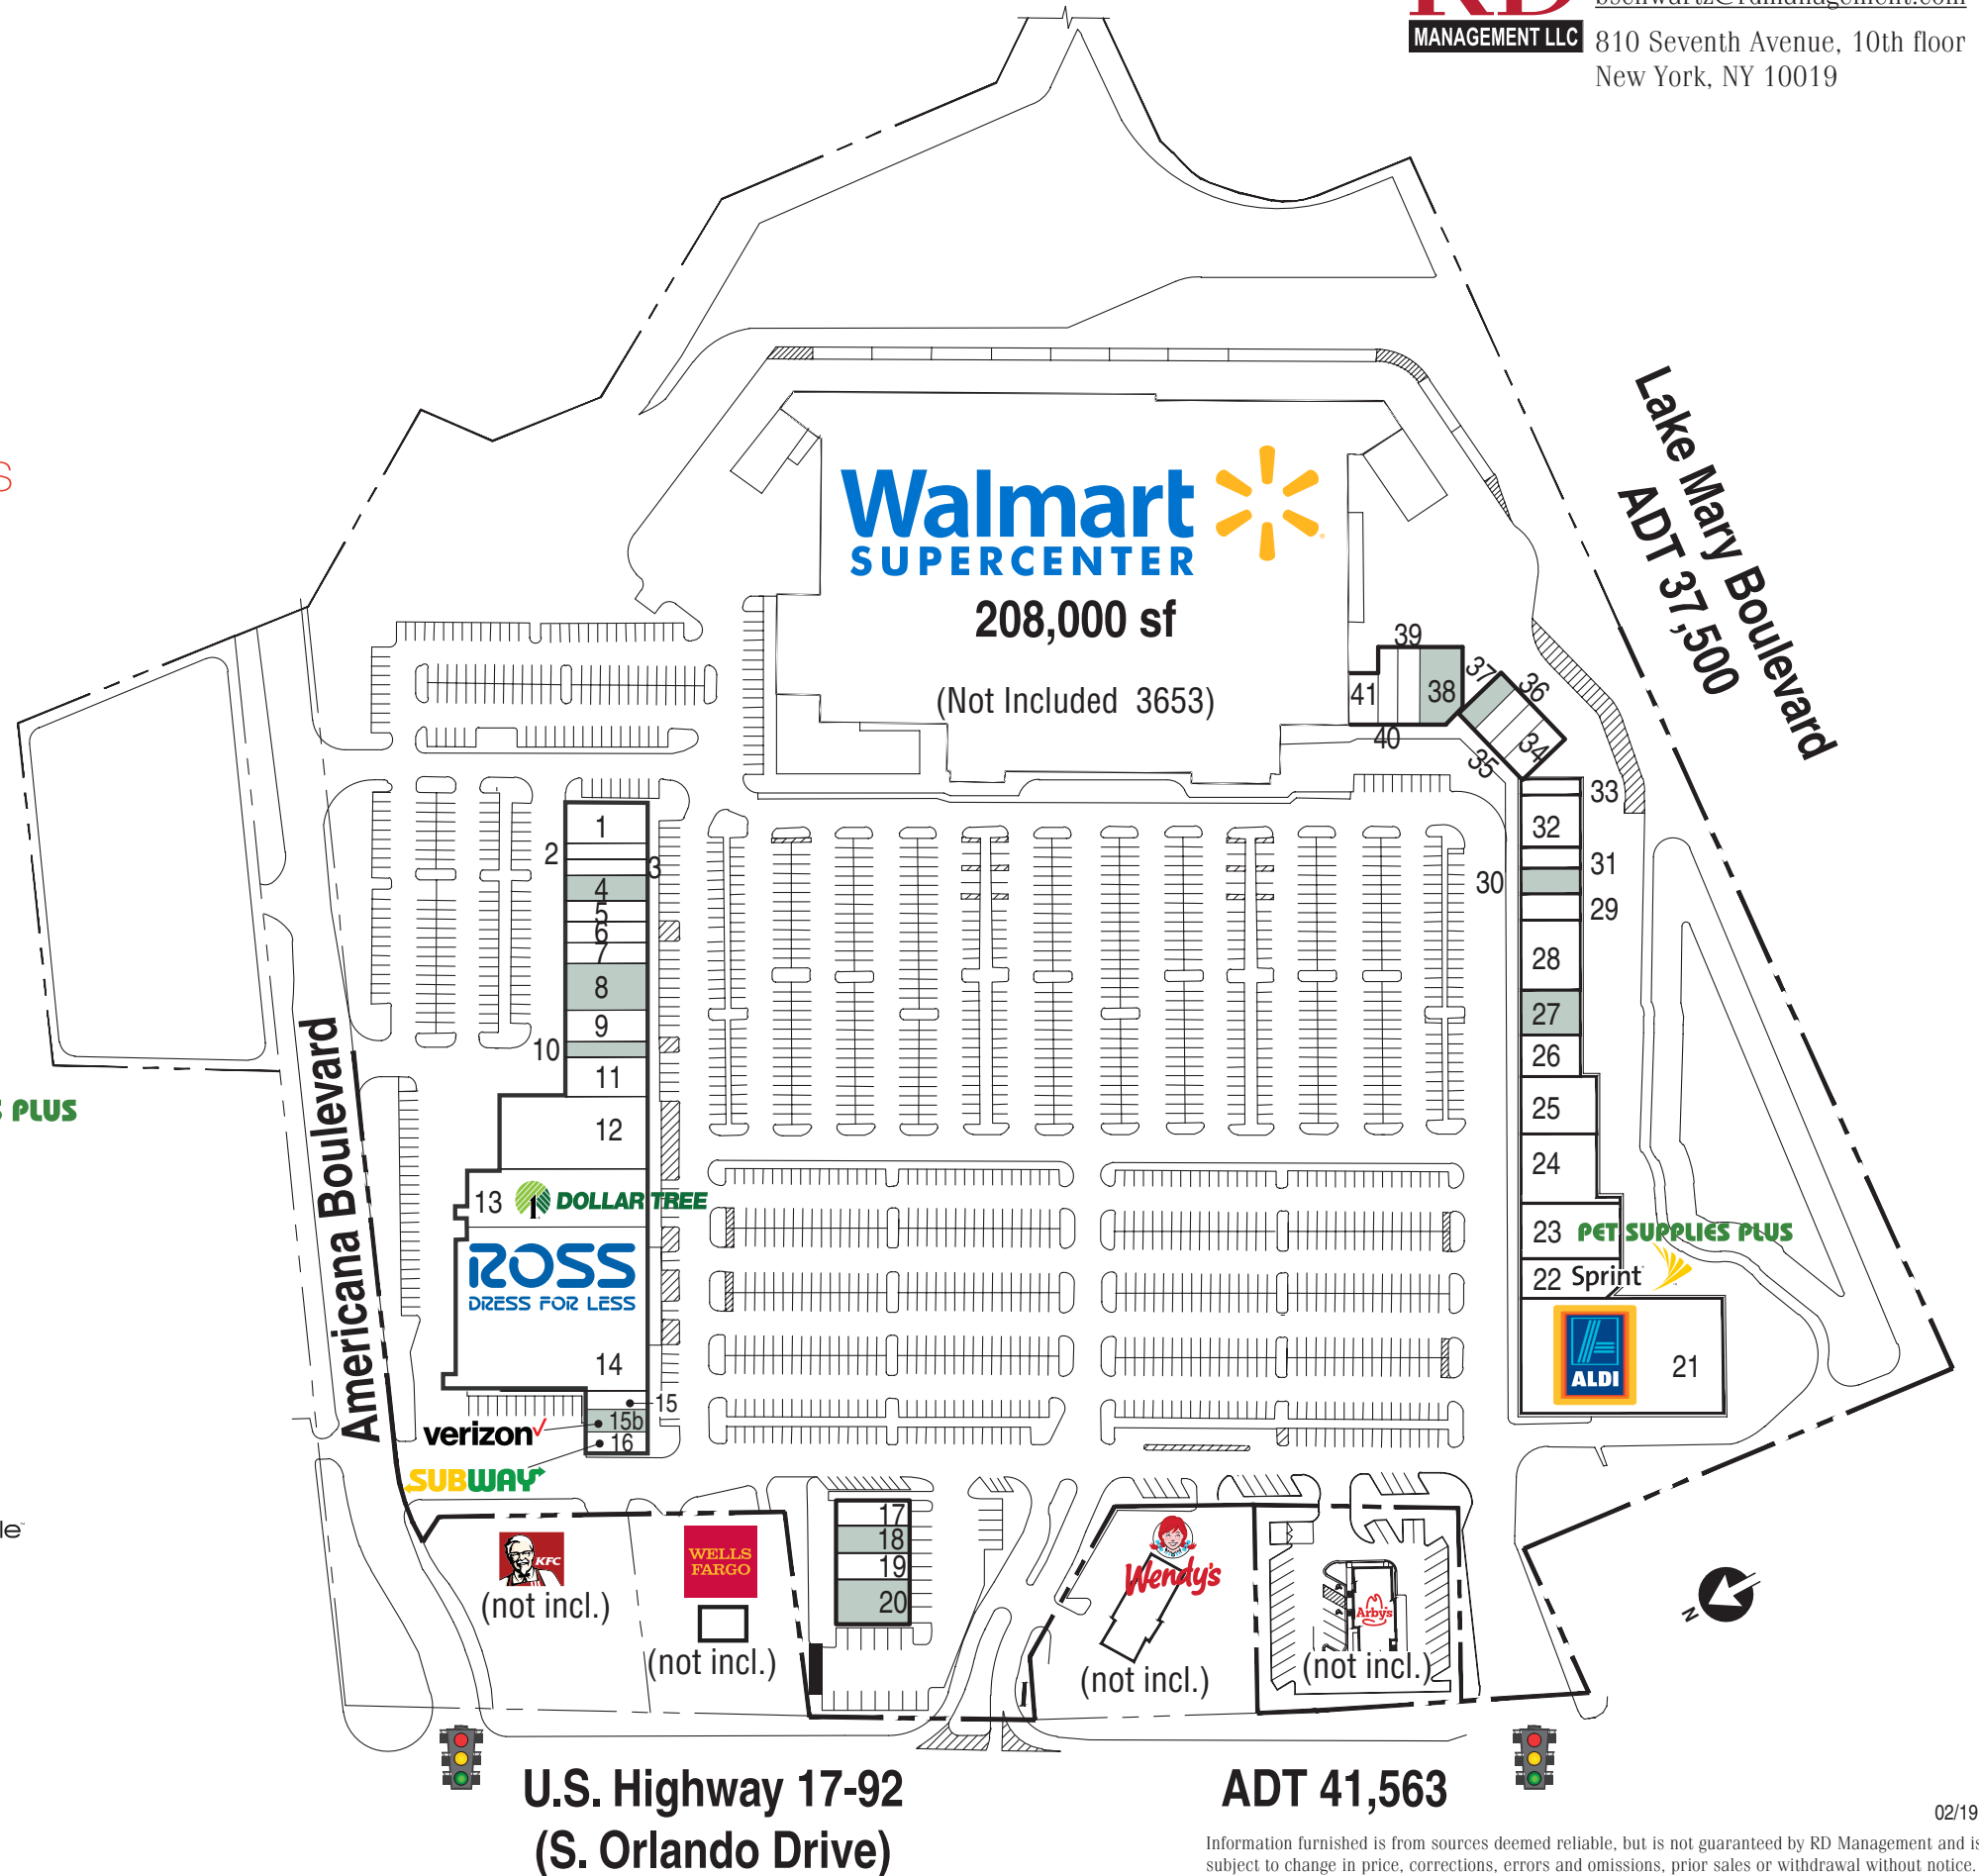 RD
MANAGEMENT LLC
bschwartz@rdmanagement.com
810 Seventh Avenue, 10th floor
New York, NY 10019
S
Lake Mary Boulevard
ADT 37,500
Walmart
SUPERCENTER
208,000 sf
(Not Included 3653)
39
41
38
37
36
40
35
34
33
32
31
30
29
28
27
26
25
24
23 PET SUPPLIES PLUS
22 Sprint
ALDI
21
1
2
3
4
5
6
7
8
9
10
11
12
13 DOLLAR TREE
ROSS
DRESS FOR LESS
14
15
verizon
15b
16
SUBWAY
Americana Boulevard
S PLUS
le
KFC
(not incl.)
WELLS
FARGO
(not incl.)
17
18
19
20
Wendy's
(not incl.)
Arby's
(not incl.)
N
U.S. Highway 17-92
(S. Orlando Drive)
ADT 41,563
02/19
Information furnished is from sources deemed reliable, but is not guaranteed by RD Management and is
subject to change in price, corrections, errors and omissions, prior sales or withdrawal without notice.